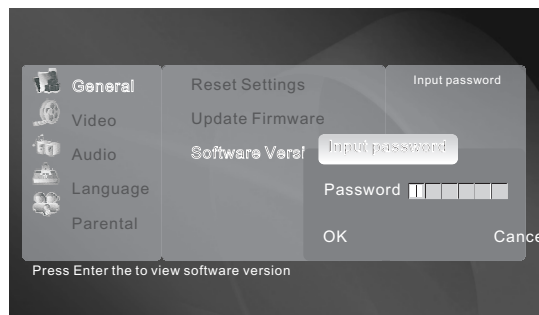 General
Video
Audio
Language
Parental
Reset Settings
Update Firmware
Software Versi
Input password
Input password
Password
OK
Cance
Press Enter the to view software version